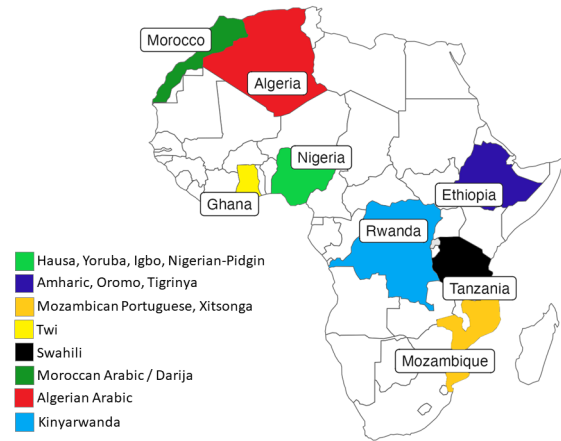 Morocco
Algeria
Nigeria
Ghana
Ethiopia
Rwanda
Tanzania
Mozambique
Hausa, Yoruba, Igbo, Nigerian-Pidgin
Amharic, Oromo, Tigrinya
Mozambican Portuguese, Xitsonga
Twi
Swahili
Moroccan Arabic / Darija
Algerian Arabic
Kinyarwanda